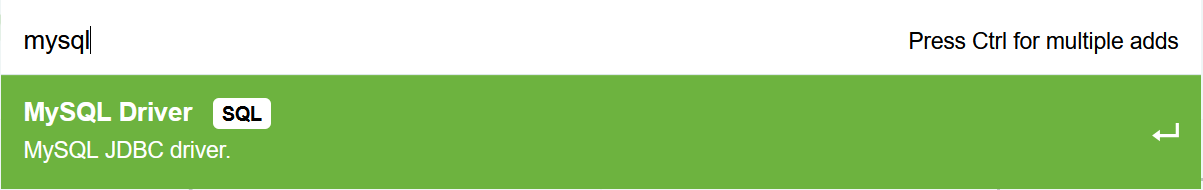 mysql Press Ctrl for multiple adds
MySQL Driver SQL
MySQL JDBC driver.